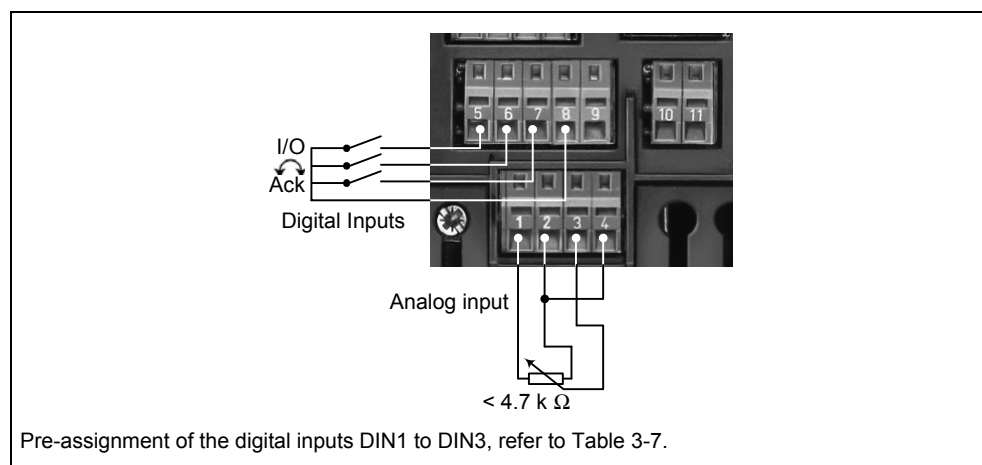 5 6 7 8 9
10 11
I/O
Ack
Digital Inputs
1 2 3 4
Analog input
< 4.7 k Ω
Pre-assignment of the digital inputs DIN1 to DIN3, refer to Table 3-7.